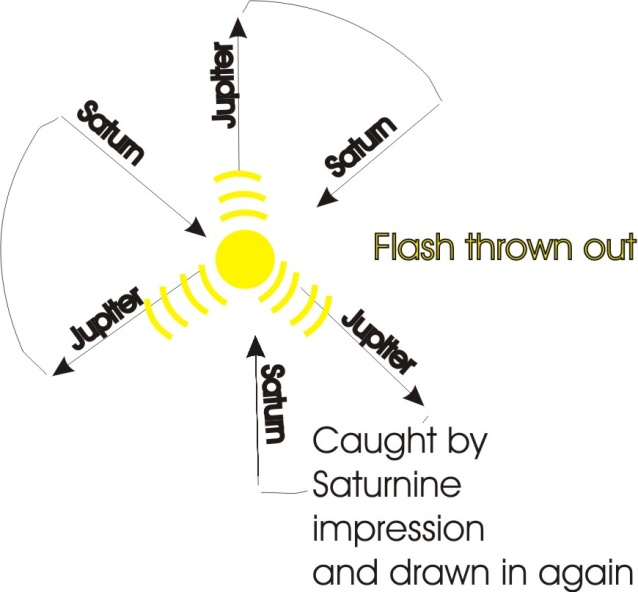 Jupiter
Saturn
Saturn
Flash thrown out
Jupiter
Jupiter
Saturn
Caught by
Saturnine
impression
and drawn in again